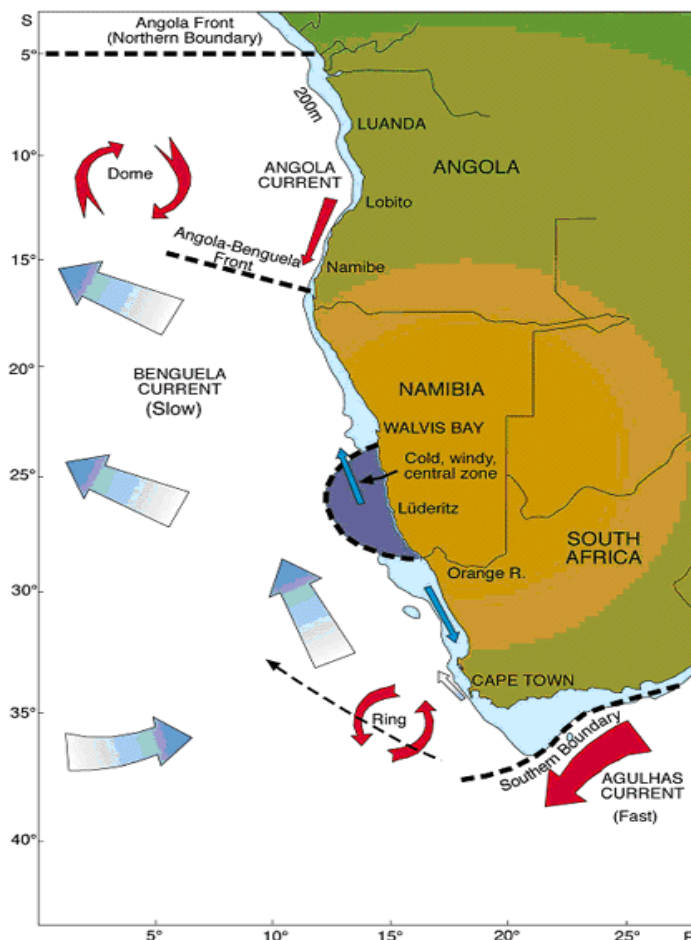 S
Angola Front
(Northern Boundary)
5°
200m
LUANDA
10°
Dome
ANGOLA
CURRENT
ANGOLA
Lobito
Angola-Benguela
Front
15°
Namibe
20°
BENGUELA
CURRENT
(Slow)
NAMIBIA
WALVIS BAY
25°
Cold, windy,
central zone
Lüderitz
SOUTH
AFRICA
30°
Orange R.
CAPE TOWN
35°
Ring
Southern Boundary
AGULHAS
CURRENT
(Fast)
40°
5°
10°
15°
20°
25°
E